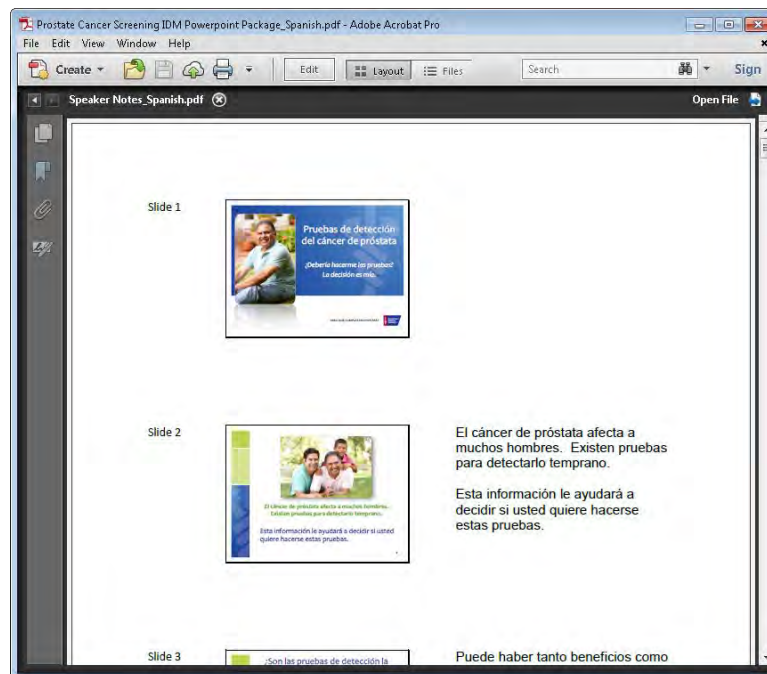 Prostate Cancer Screening IDM Powerpoint Package_Spanish.pdf - Adobe Acrobat Pro
File Edit View Window Help
Create Edit Layout Files Search Sign
Speaker Notes_Spanish.pdf Open File
Slide 1
Pruebas de detección
del cáncer de próstata
¿Debería hacerme las pruebas?
La decisión es mía.
Slide 2
El cáncer de próstata afecta a muchos hombres.
Existen pruebas para detectarlo temprano.
Esta información le ayudará a decidir si usted
quiere hacerse estas pruebas.
El cáncer de próstata afecta a
muchos hombres. Existen pruebas
para detectarlo temprano.
Esta información le ayudará a
decidir si usted quiere hacerse
estas pruebas.
Slide 3
¿Son las pruebas de detección la
Puede haber tanto beneficios como